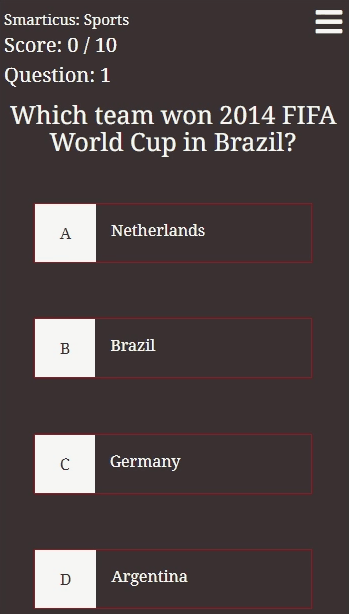 Smarticus: Sports
Score: 0 / 10
Question: 1
Which team won 2014 FIFA
World Cup in Brazil?
A Netherlands
B Brazil
C Germany
D Argentina